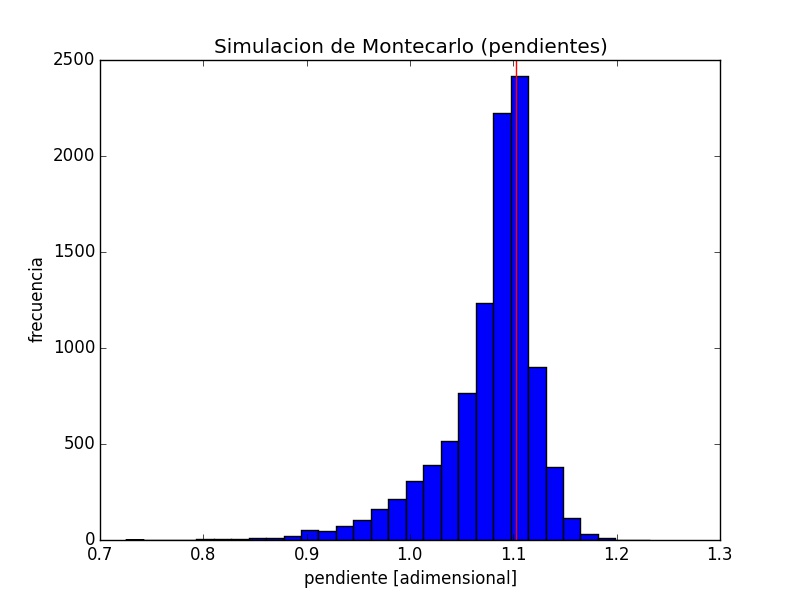 Simulacion de Montecarlo (pendientes)
2500
2000
1500
1000
500
0
frecuencia
0.7 0.8 0.9 1.0 1.1 1.2 1.3
pendiente [adimensional]